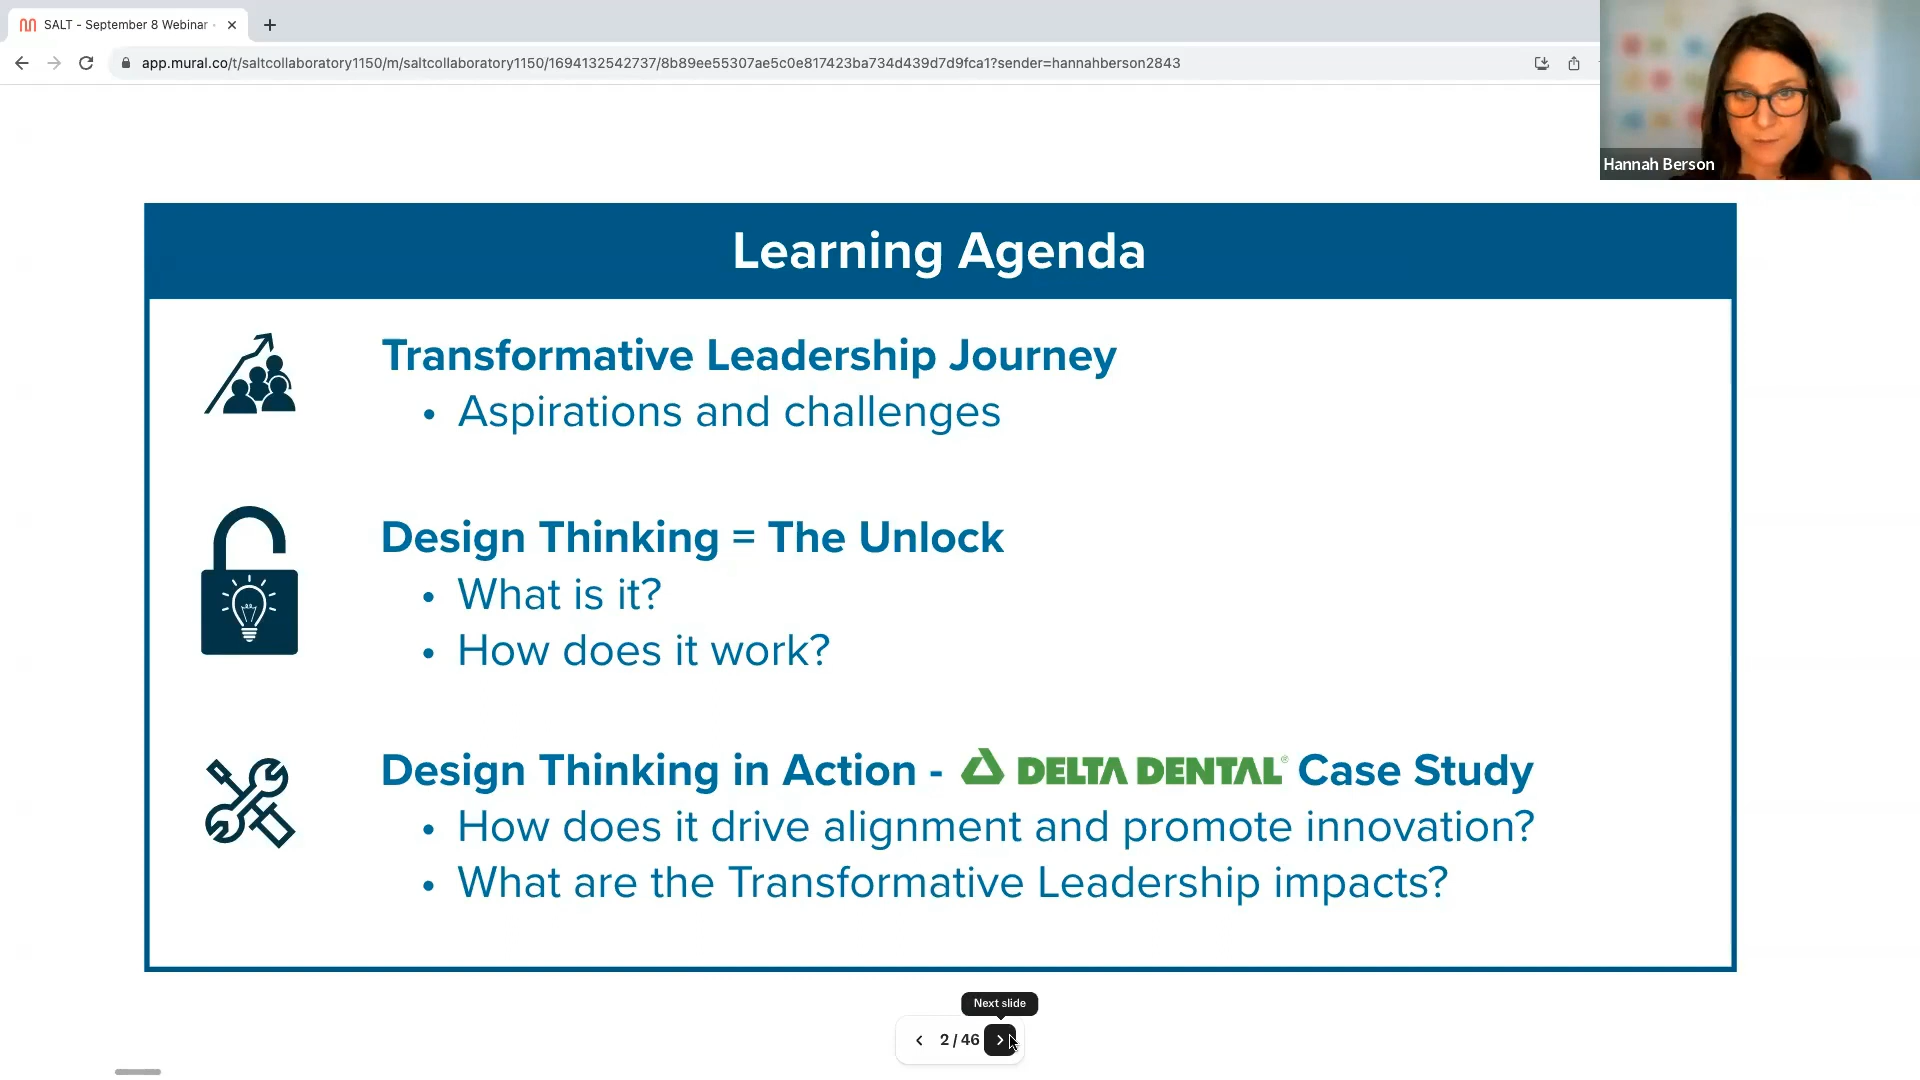 SALT - September 8 Webinar
app.mural.co/t/saltcollaboratory1150/m/saltcollaboratory1150/1694132542737/8b89ee55307ae5c0e817423ba734d439d7d9fca1?sender=hannahberson2843
Hannah Berson
Learning Agenda
Transformative Leadership Journey
• Aspirations and challenges
Design Thinking = The Unlock
• What is it?
• How does it work?
Design Thinking in Action - DELTA DENTAL® Case Study
• How does it drive alignment and promote innovation?
• What are the Transformative Leadership impacts?
Next slide
2 / 46